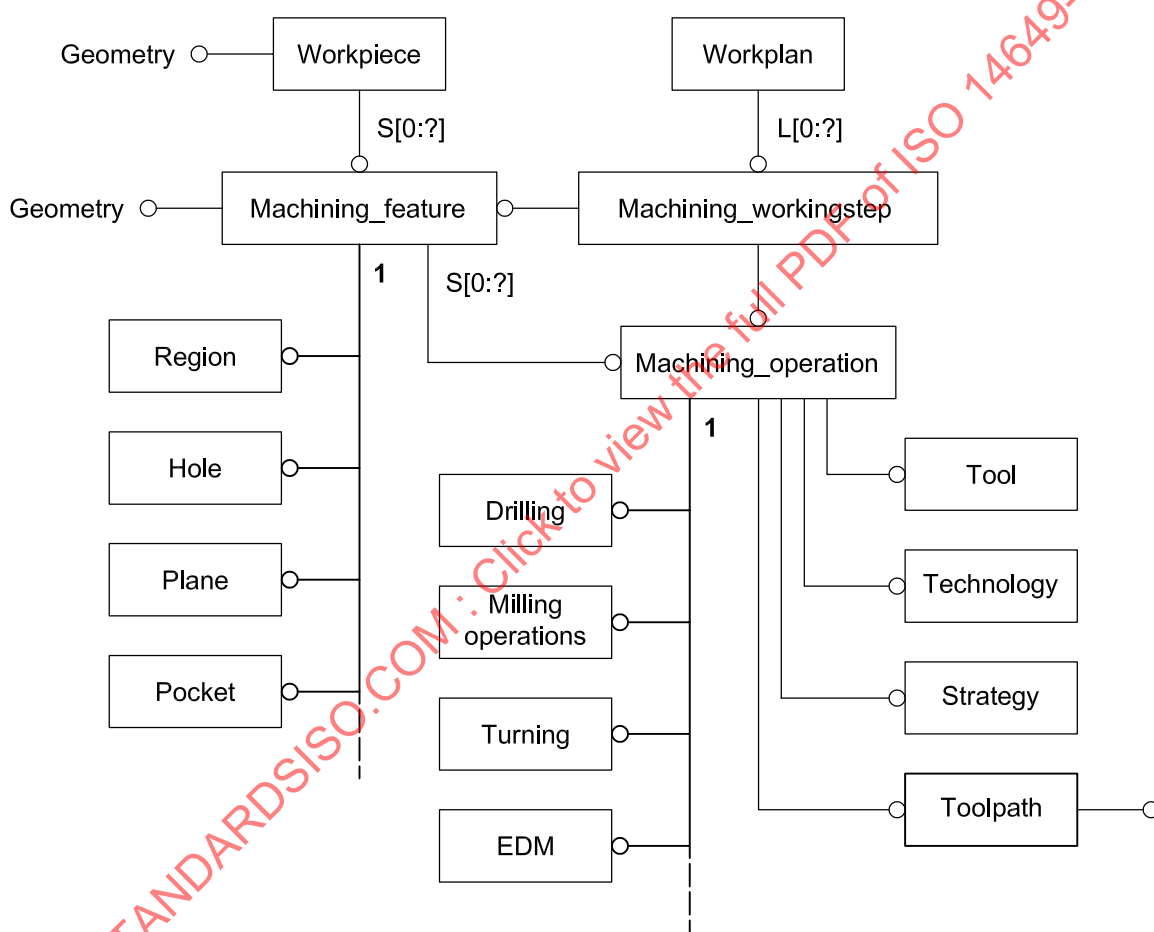 Geometry
Workpiece
Workplan
S[0:?]
L[0:?]
Geometry
Machining_feature
Machining_workingstep
1
S[0:?]
Region
Machining_operation
1
Hole
Tool
Drilling
Plane
Technology
Milling
operations
Pocket
Strategy
Turning
Toolpath
EDM
TANDARDSISO.COM : Click to view the full PDF of ISO 14649-